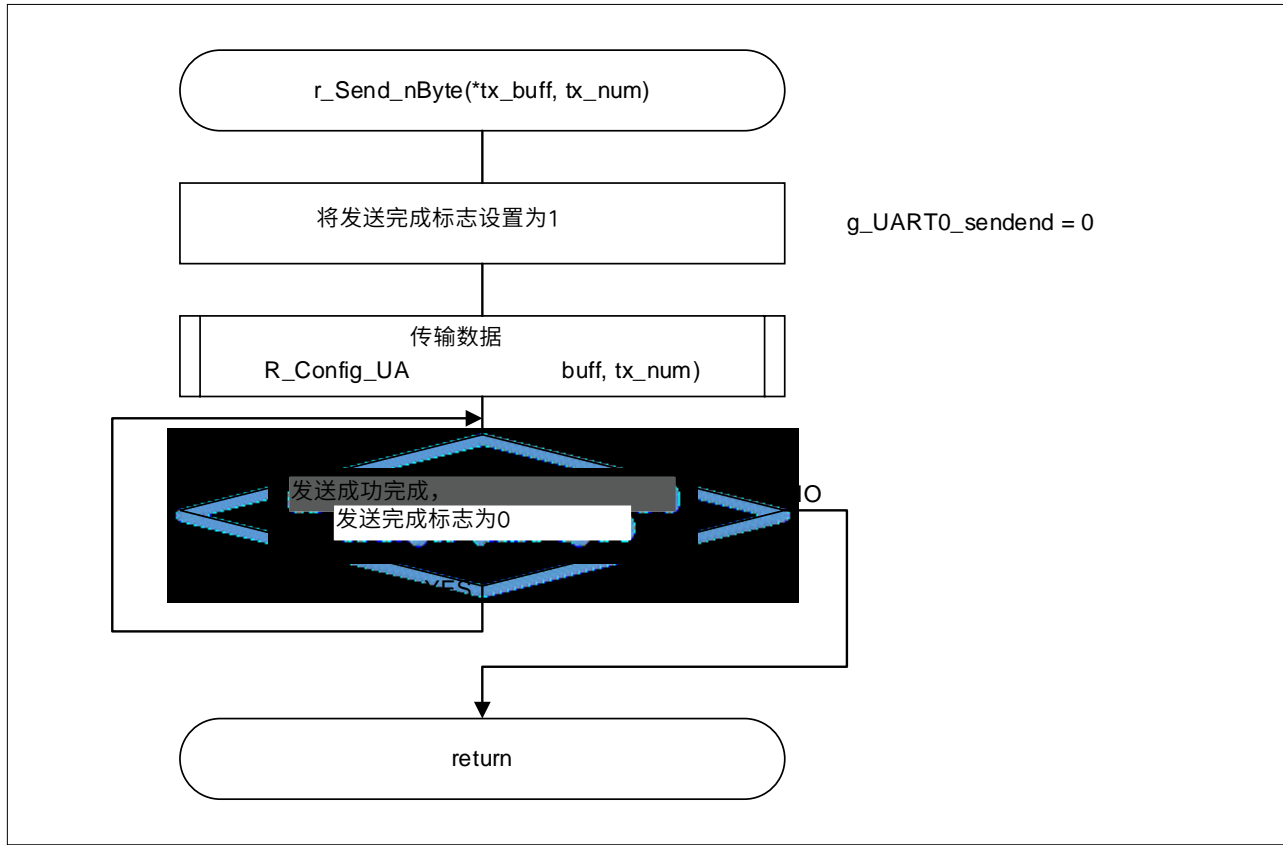 r_Send_nByte(*tx_buff, tx_num)
将发送完成标志设置为1
g_UART0_sendend = 0
传输数据
R_Config_UA buff, tx_num)
发送成功完成，
发送完成标志为0
YES
return